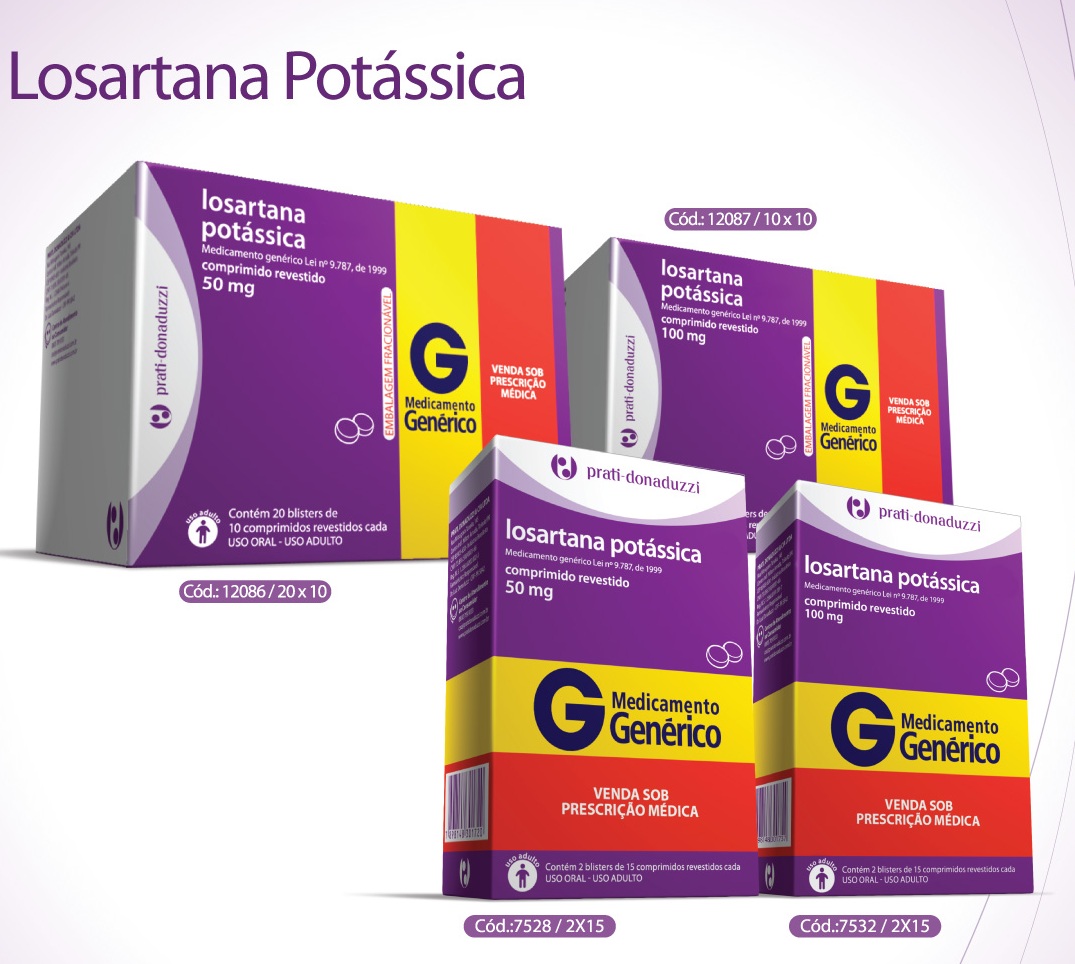 Losartana Potássica
losartana
potássica
Medicamento genérico Lei nº 9.787, de 1999
comprimido revestido
50 mg
prati-donaduzzi
EMBALAGEM FRACIONÁVEL
G
Medicamento
Genérico
VENDA SOB
PRESCRIÇÃO
MÉDICA
uso adulto
Contém 20 blisters de
10 comprimidos revestidos cada
USO ORAL - USO ADULTO
Cód.: 12086 / 20 x 10
Cód.: 12087 / 10 x 10
losartana
potássica
Medicamento genérico Lei nº 9.787, de 1999
comprimido revestido
100 mg
prati-donaduzzi
EMBALAGEM FRACIONÁVEL
G
Medicamento
Genérico
VENDA SOB
PRESCRIÇÃO
MÉDICA
prati-donaduzzi
losartana potássica
Medicamento genérico Lei nº 9.787, de 1999
comprimido revestido
50 mg
G
Medicamento
Genérico
VENDA SOB
PRESCRIÇÃO MÉDICA
uso adulto
Contém 2 blisters de 15 comprimidos revestidos cada
USO ORAL - USO ADULTO
Cód.:7528 / 2X15
prati-donaduzzi
losartana potássica
Medicamento genérico Lei nº 9.787, de 1999
comprimido revestido
100 mg
G
Medicamento
Genérico
VENDA SOB
PRESCRIÇÃO MÉDICA
uso adulto
Contém 2 blisters de 15 comprimidos revestidos cada
USO ORAL - USO ADULTO
Cód.:7532 / 2X15